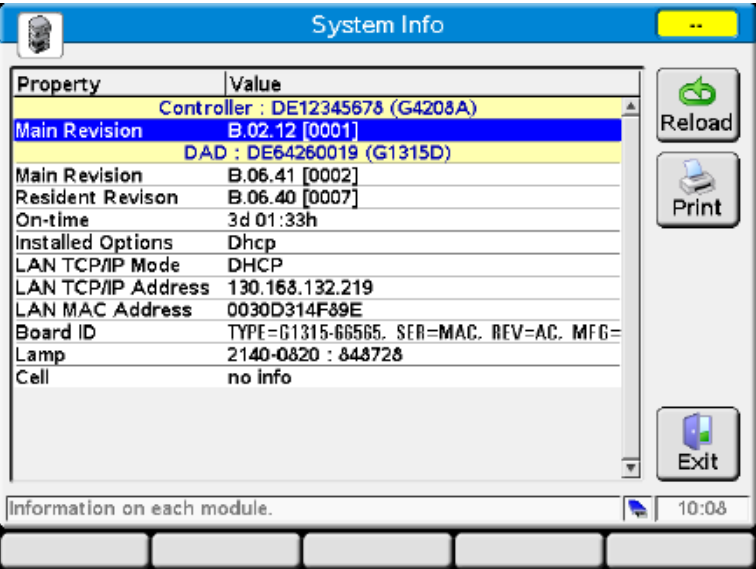 System Info
--
Property Value
Controller : DE12345678 (G4208A)
Main Revision B.02.12 [0001]
DAD : DE64260019 (G1315D)
Main Revision B.06.41 [0002]
Resident Revison B.06.40 [0007]
On-time 3d 01:33h
Installed Options Dhcp
LAN TCP/IP Mode DHCP
LAN TCP/IP Address 130.168.132.219
LAN MAC Address 0030D314F89E
Board ID TYPE=G1315-66565, SER=MAC, REV=AC, MFG=
Lamp 2140-0820 : 848728
Cell no info
Reload
Print
Exit
Information on each module.
10:08